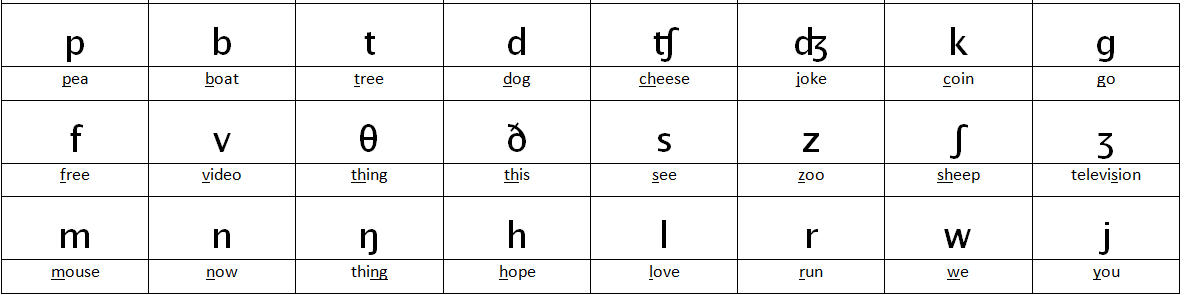 p b t d ʧ ʤ k g
pea boat tree dog cheese joke coin go
f v θ ð s z ʃ ʒ
free video thing this see zoo sheep television
m n ŋ h l r w j
mouse now thing hope love run we you